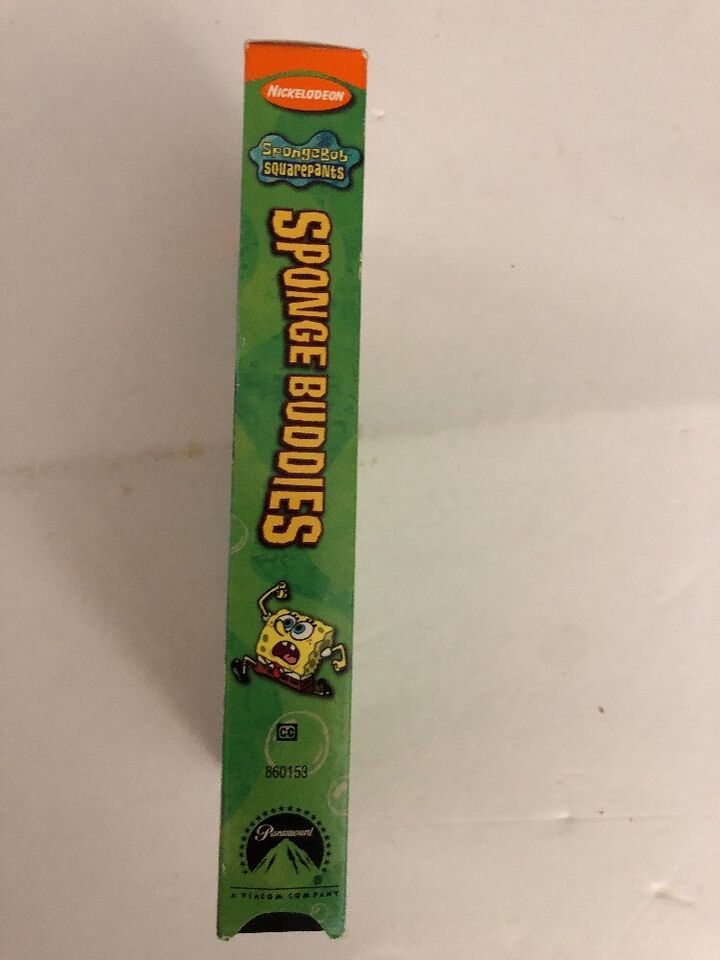 NICKELODEON
SpongeBob
SQUAREPANTS
SPONGE BUDDIES
CC
860153
Paramount
®
A VIACOM COMPANY